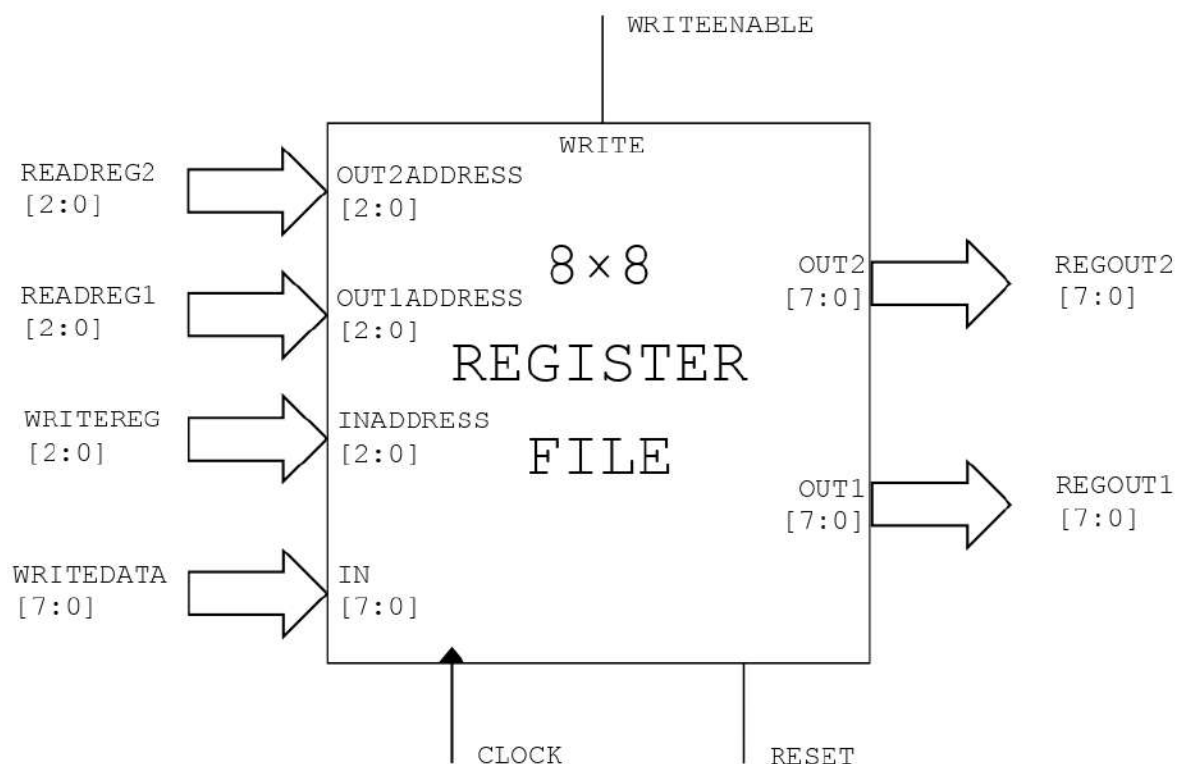 WRITEENABLE
WRITE
READREG2
[2:0]
OUT2ADDRESS
[2:0]
8×8
REGISTER
FILE
READREG1
[2:0]
OUT1ADDRESS
[2:0]
WRITEREG
[2:0]
INADDRESS
[2:0]
WRITEDATA
[7:0]
IN
[7:0]
OUT2
[7:0]
REGOUT2
[7:0]
OUT1
[7:0]
REGOUT1
[7:0]
CLOCK
RESET